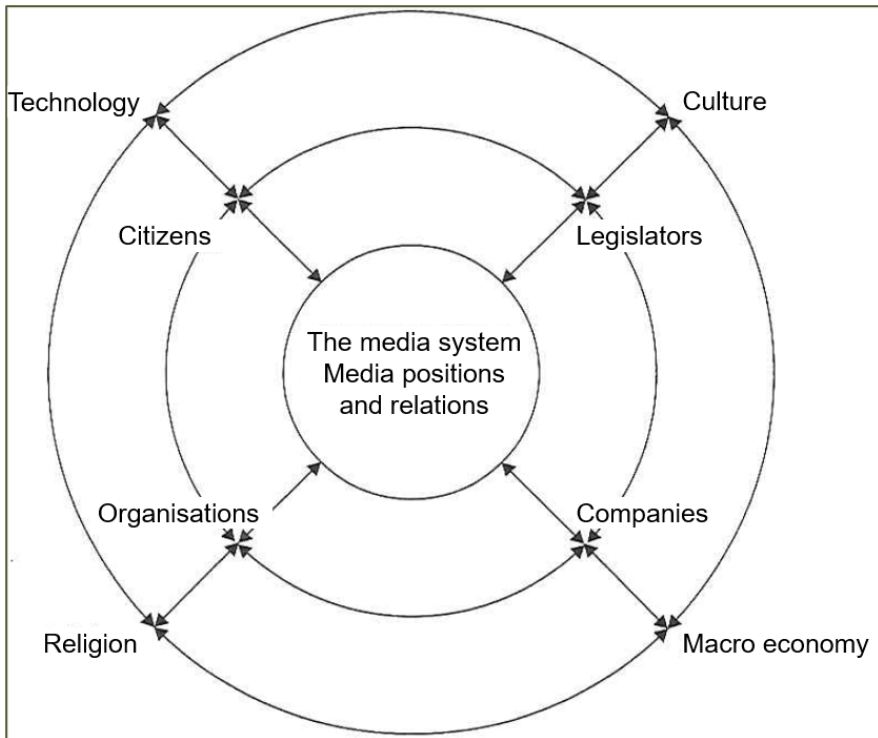 Technology
Culture
Citizens
Legislators
The media system
Media positions
and relations
Organisations
Companies
Religion
Macro economy